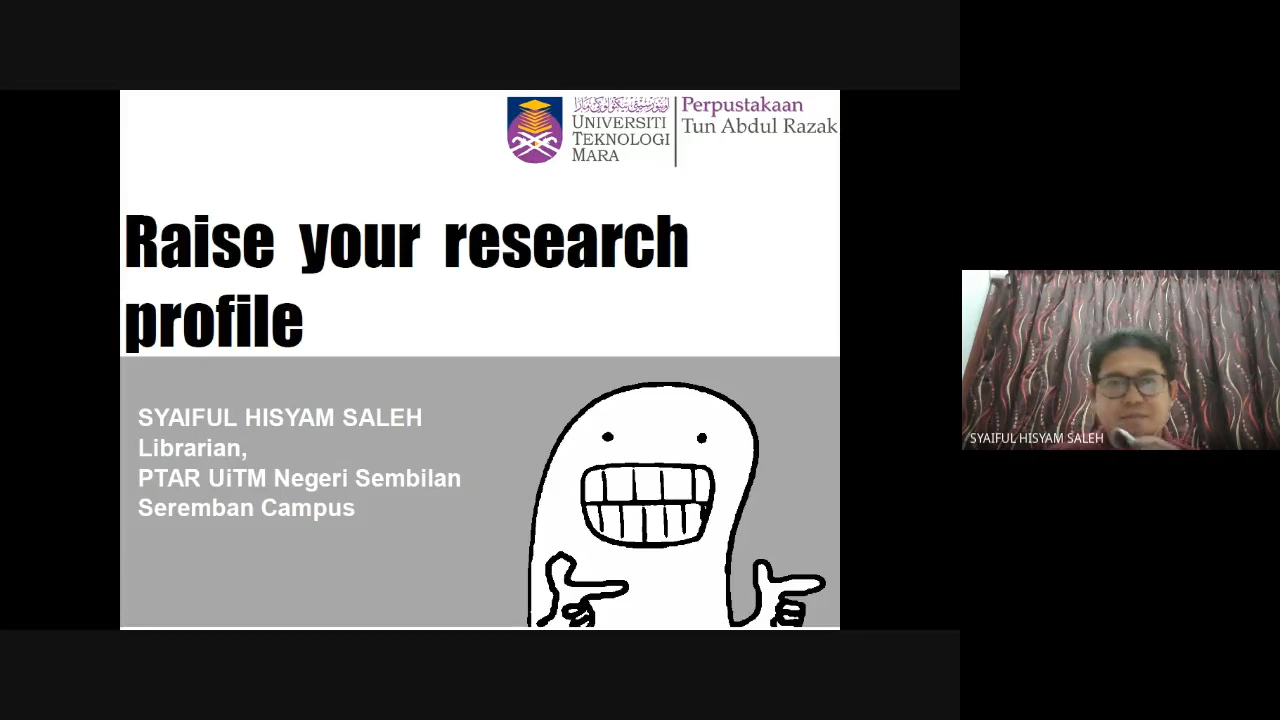 UNIVERSITI
TEKNOLOGI
MARA
Perpustakaan
Tun Abdul Razak
Raise your research
profile
SYAIFUL HISYAM SALEH
Librarian,
PTAR UiTM Negeri Sembilan
Seremban Campus
SYAIFUL HISYAM SALEH